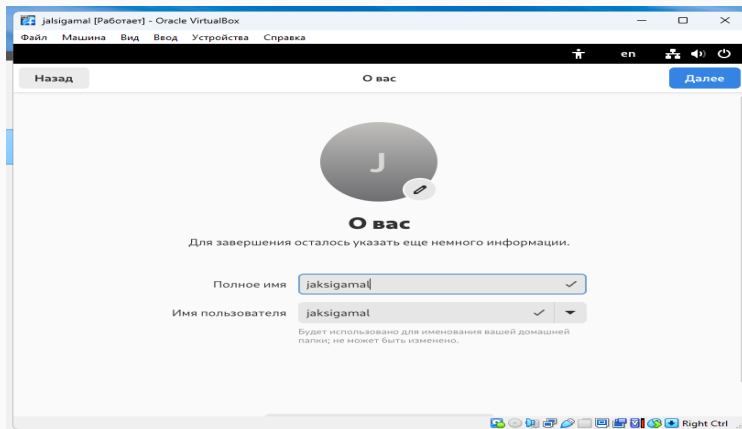 jalsigamal [Работает] - Oracle VirtualBox
Файл Машина Вид Ввод Устройства Справка
en
Назад О вас Далее
J
О вас
Для завершения осталось указать еще немного информации.
Полное имя jaksigamal
Имя пользователя jaksigamal
Будет использовано для именования вашей домашней
папки; не может быть изменено.
Right Ctrl